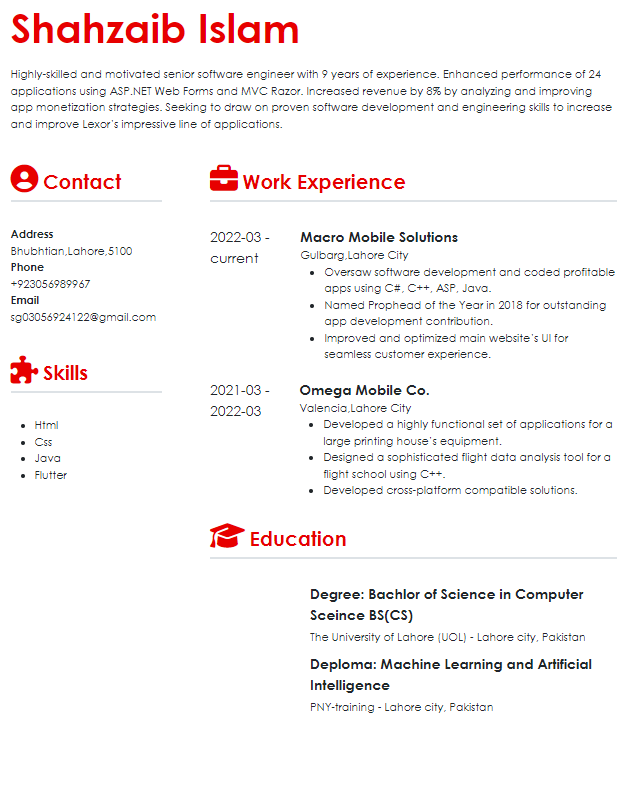 Shahzaib Islam
Highly-skilled and motivated senior software engineer with 9 years of experience. Enhanced performance of 24
applications using ASP.NET Web Forms and MVC Razor. Increased revenue by 8% by analyzing and improving
app monetization strategies. Seeking to draw on proven software development and engineering skills to increase
and improve Lexor's impressive line of applications.
Contact
Address
Bhubhtian,Lahore,5100
Phone
+923056989967
Email
sg03056924122@gmail.com
Skills
Html
Css
Java
Flutter
Work Experience
2022-03 -
current
Macro Mobile Solutions
Gulbarg,Lahore City
Oversaw software development and coded profitable
apps using C#, C++, ASP, Java.
Named Prophead of the Year in 2018 for outstanding
app development contribution.
Improved and optimized main website's UI for
seamless customer experience.
2021-03 -
2022-03
Omega Mobile Co.
Valencia,Lahore City
Developed a highly functional set of applications for a
large printing house's equipment.
Designed a sophisticated flight data analysis tool for a
flight school using C++.
Developed cross-platform compatible solutions.
Education
Degree: Bachlor of Science in Computer
Sceince BS(CS)
The University of Lahore (UOL) - Lahore city, Pakistan
Deploma: Machine Learning and Artificial
Intelligence
PNY-training - Lahore city, Pakistan